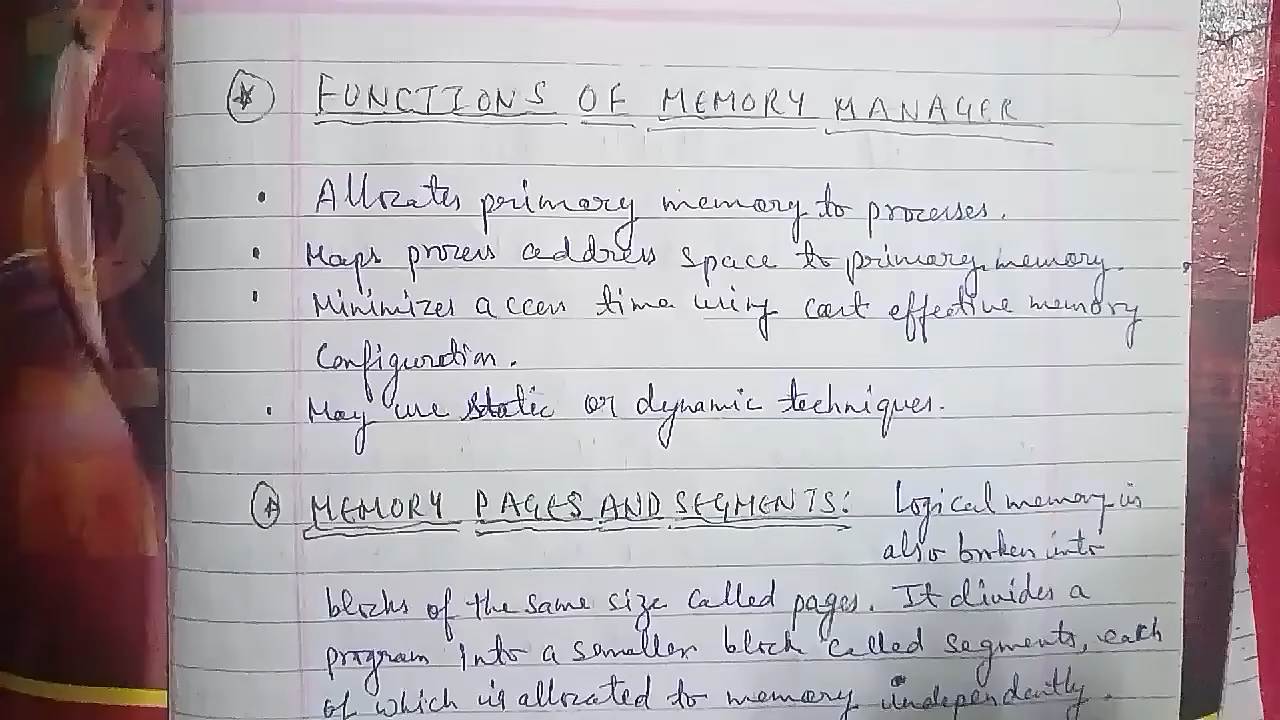 FUNCTIONS OF MEMORY MANAGER
• Allocates primary memory to processes.
• Maps process address space to primary memory.
• Minimizes access time using cost effective memory
configuration.
• May use static or dynamic techniques.
MEMORY PAGES AND SEGMENTS: Logical memory is
also broken into
blocks of the same size called pages. It divides a
program into a smaller block called segments, each
of which is allocated to memory independently.